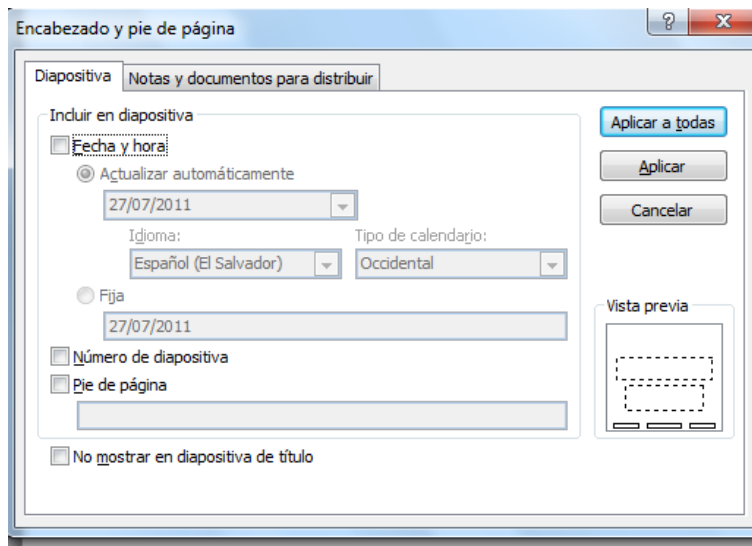 Encabezado y pie de página
Diapositiva
Notas y documentos para distribuir
Incluir en diapositiva
Fecha y hora
Actualizar automáticamente
27/07/2011
Idioma:
Tipo de calendario:
Español (El Salvador)
Occidental
Fija
27/07/2011
Número de diapositiva
Pie de página
No mostrar en diapositiva de título
Aplicar a todas
Aplicar
Cancelar
Vista previa